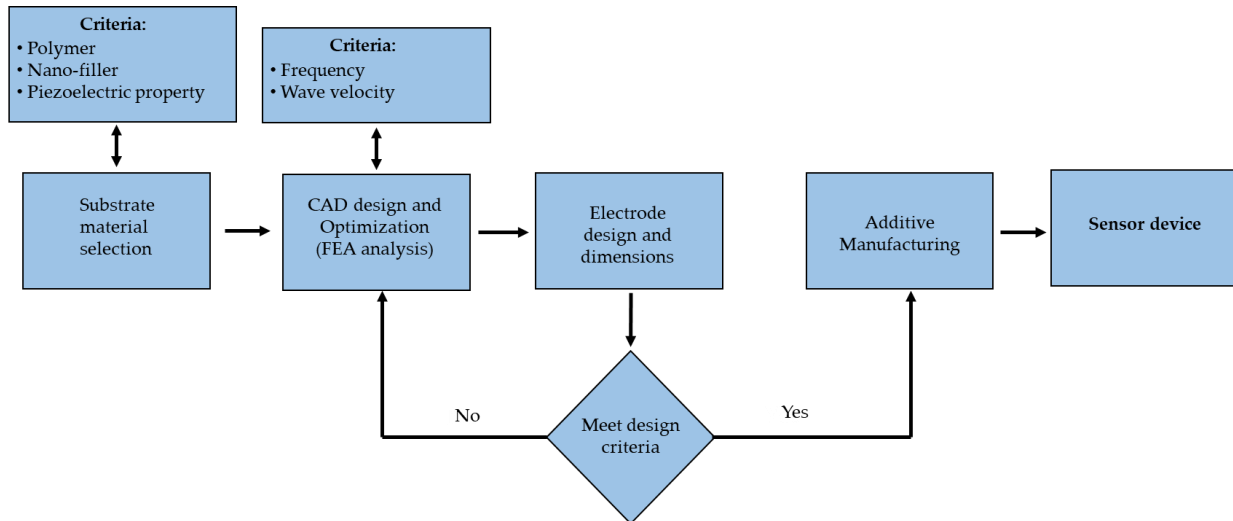 Criteria:
• Polymer
• Nano-filler
• Piezoelectric property
Criteria:
• Frequency
• Wave velocity
Substrate
material
selection
CAD design and
Optimization
(FEA analysis)
Electrode
design and
dimensions
Additive
Manufacturing
Sensor device
No
Yes
Meet design
criteria